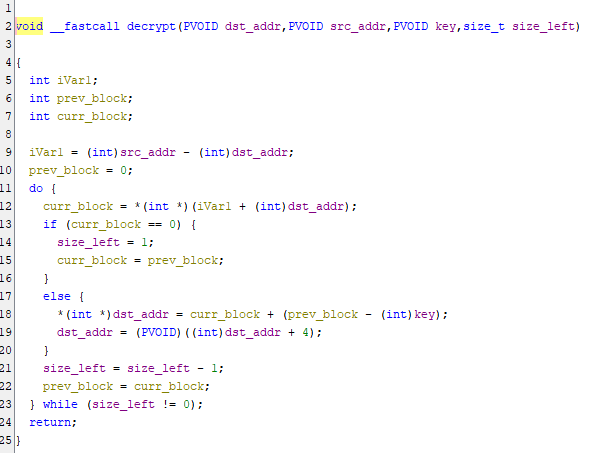 1
2 void __fastcall decrypt(PVOID dst_addr,PVOID src_addr,PVOID key,size_t size_left)
3
4 {
5   int iVar1;
6   int prev_block;
7   int curr_block;
8
9   iVar1 = (int)src_addr - (int)dst_addr;
10   prev_block = 0;
11   do {
12     curr_block = *(int *)(iVar1 + (int)dst_addr);
13     if (curr_block == 0) {
14       size_left = 1;
15       curr_block = prev_block;
16     }
17     else {
18       *(int *)dst_addr = curr_block + (prev_block - (int)key);
19       dst_addr = (PVOID)((int)dst_addr + 4);
20     }
21     size_left = size_left - 1;
22     prev_block = curr_block;
23   } while (size_left != 0);
24   return;
25 }